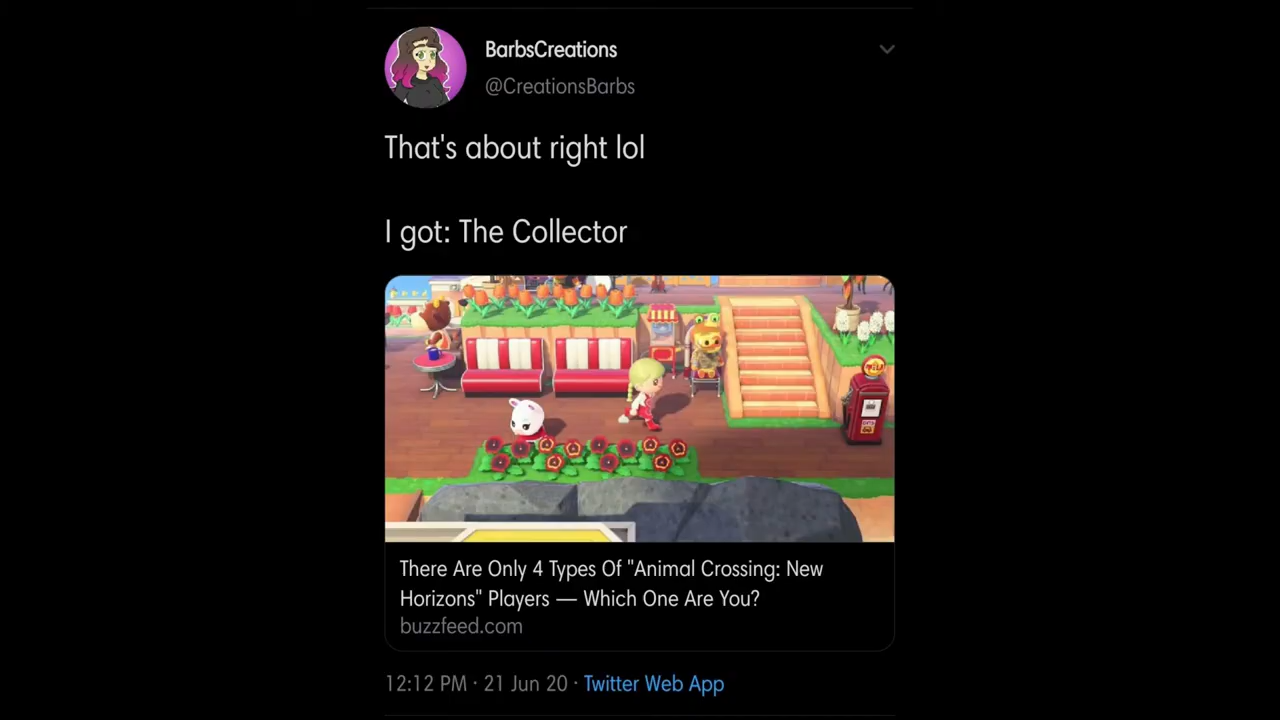 BarbsCreations
@CreationsBarbs
That's about right lol
I got: The Collector
There Are Only 4 Types Of "Animal Crossing: New
Horizons" Players — Which One Are You?
buzzfeed.com
12:12 PM · 21 Jun 20 · Twitter Web App